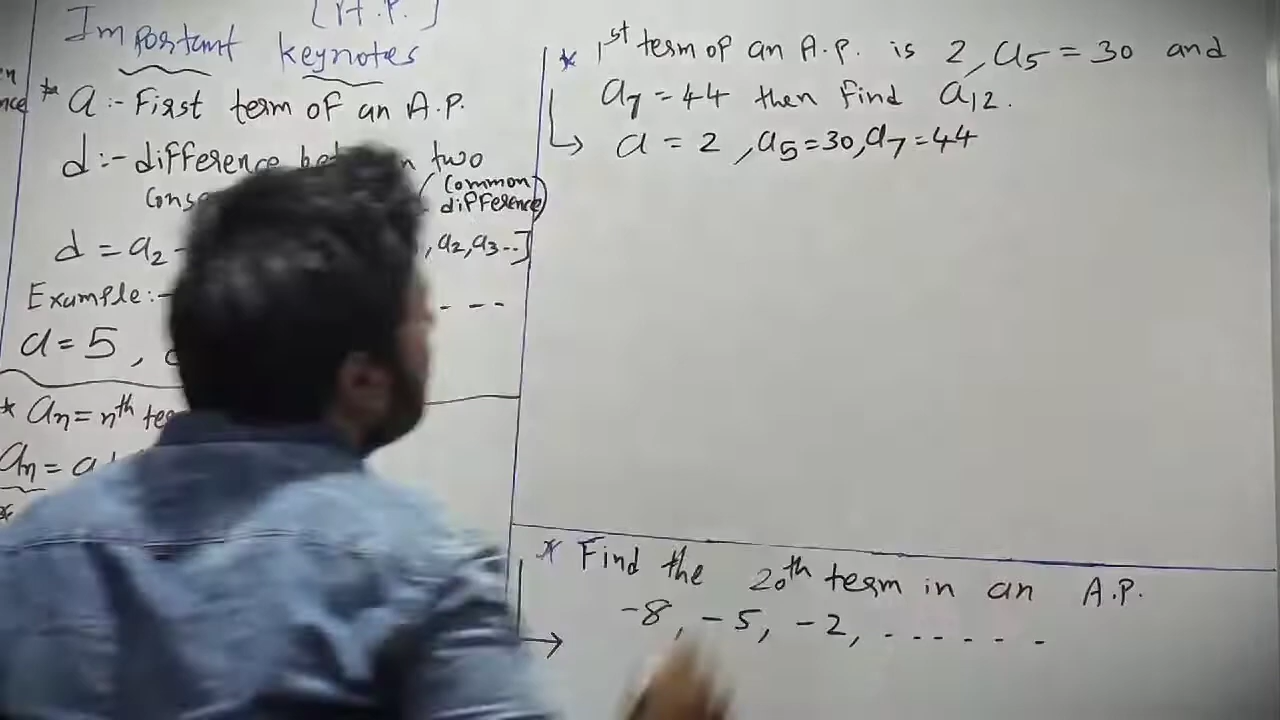 [A.P.]
Important keynotes
* a :- First term of an A.P.
d :- difference two
(Common
difference)
d = a2 - , a2, a3 ..]
Example :- - - -
a = 5 ,
* an = nth
an = a
* 1st term of an A.P. is 2, a5 = 30 and
a7 = 44 then find a12.
↳ a = 2 , a5 = 30, a7 = 44
* Find the 20th term in an A.P.
-8, -5, -2, . - - - - -
→